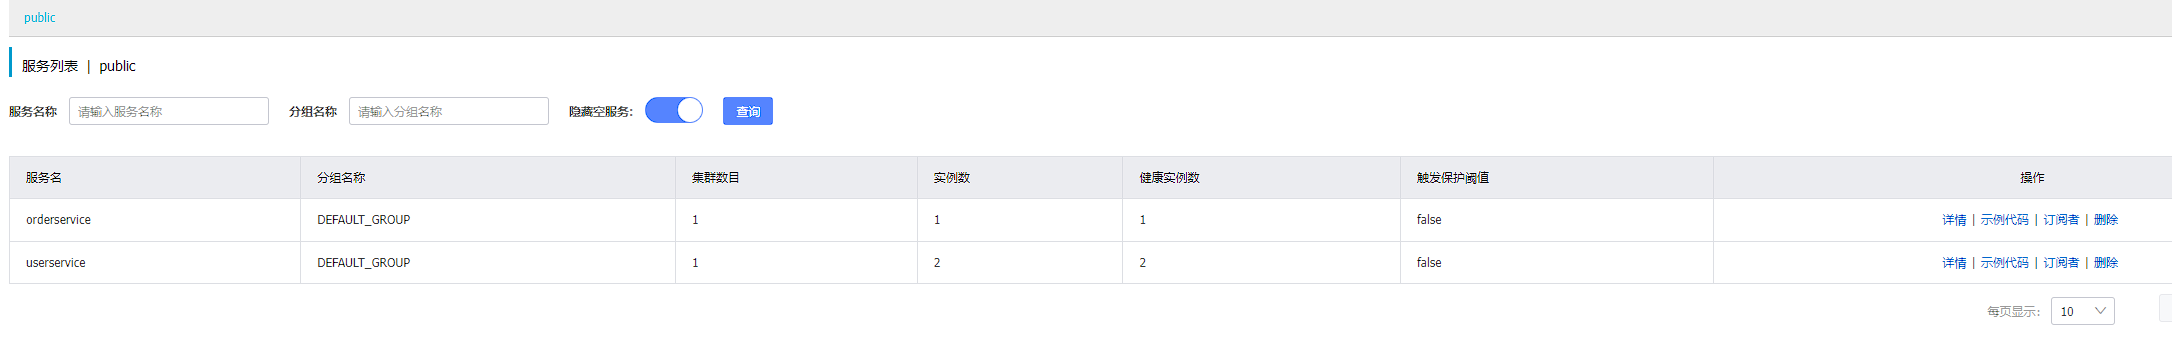 public
服务列表 | public
服务名称 请输入服务名称 分组名称 请输入分组名称 隐藏空服务: 查询
服务名 分组名称 集群数目 实例数 健康实例数 触发保护阈值 操作
orderservice DEFAULT_GROUP 1 1 1 false 详情 | 示例代码 | 订阅者 | 删除
userservice DEFAULT_GROUP 1 2 2 false 详情 | 示例代码 | 订阅者 | 删除
每页显示: 10